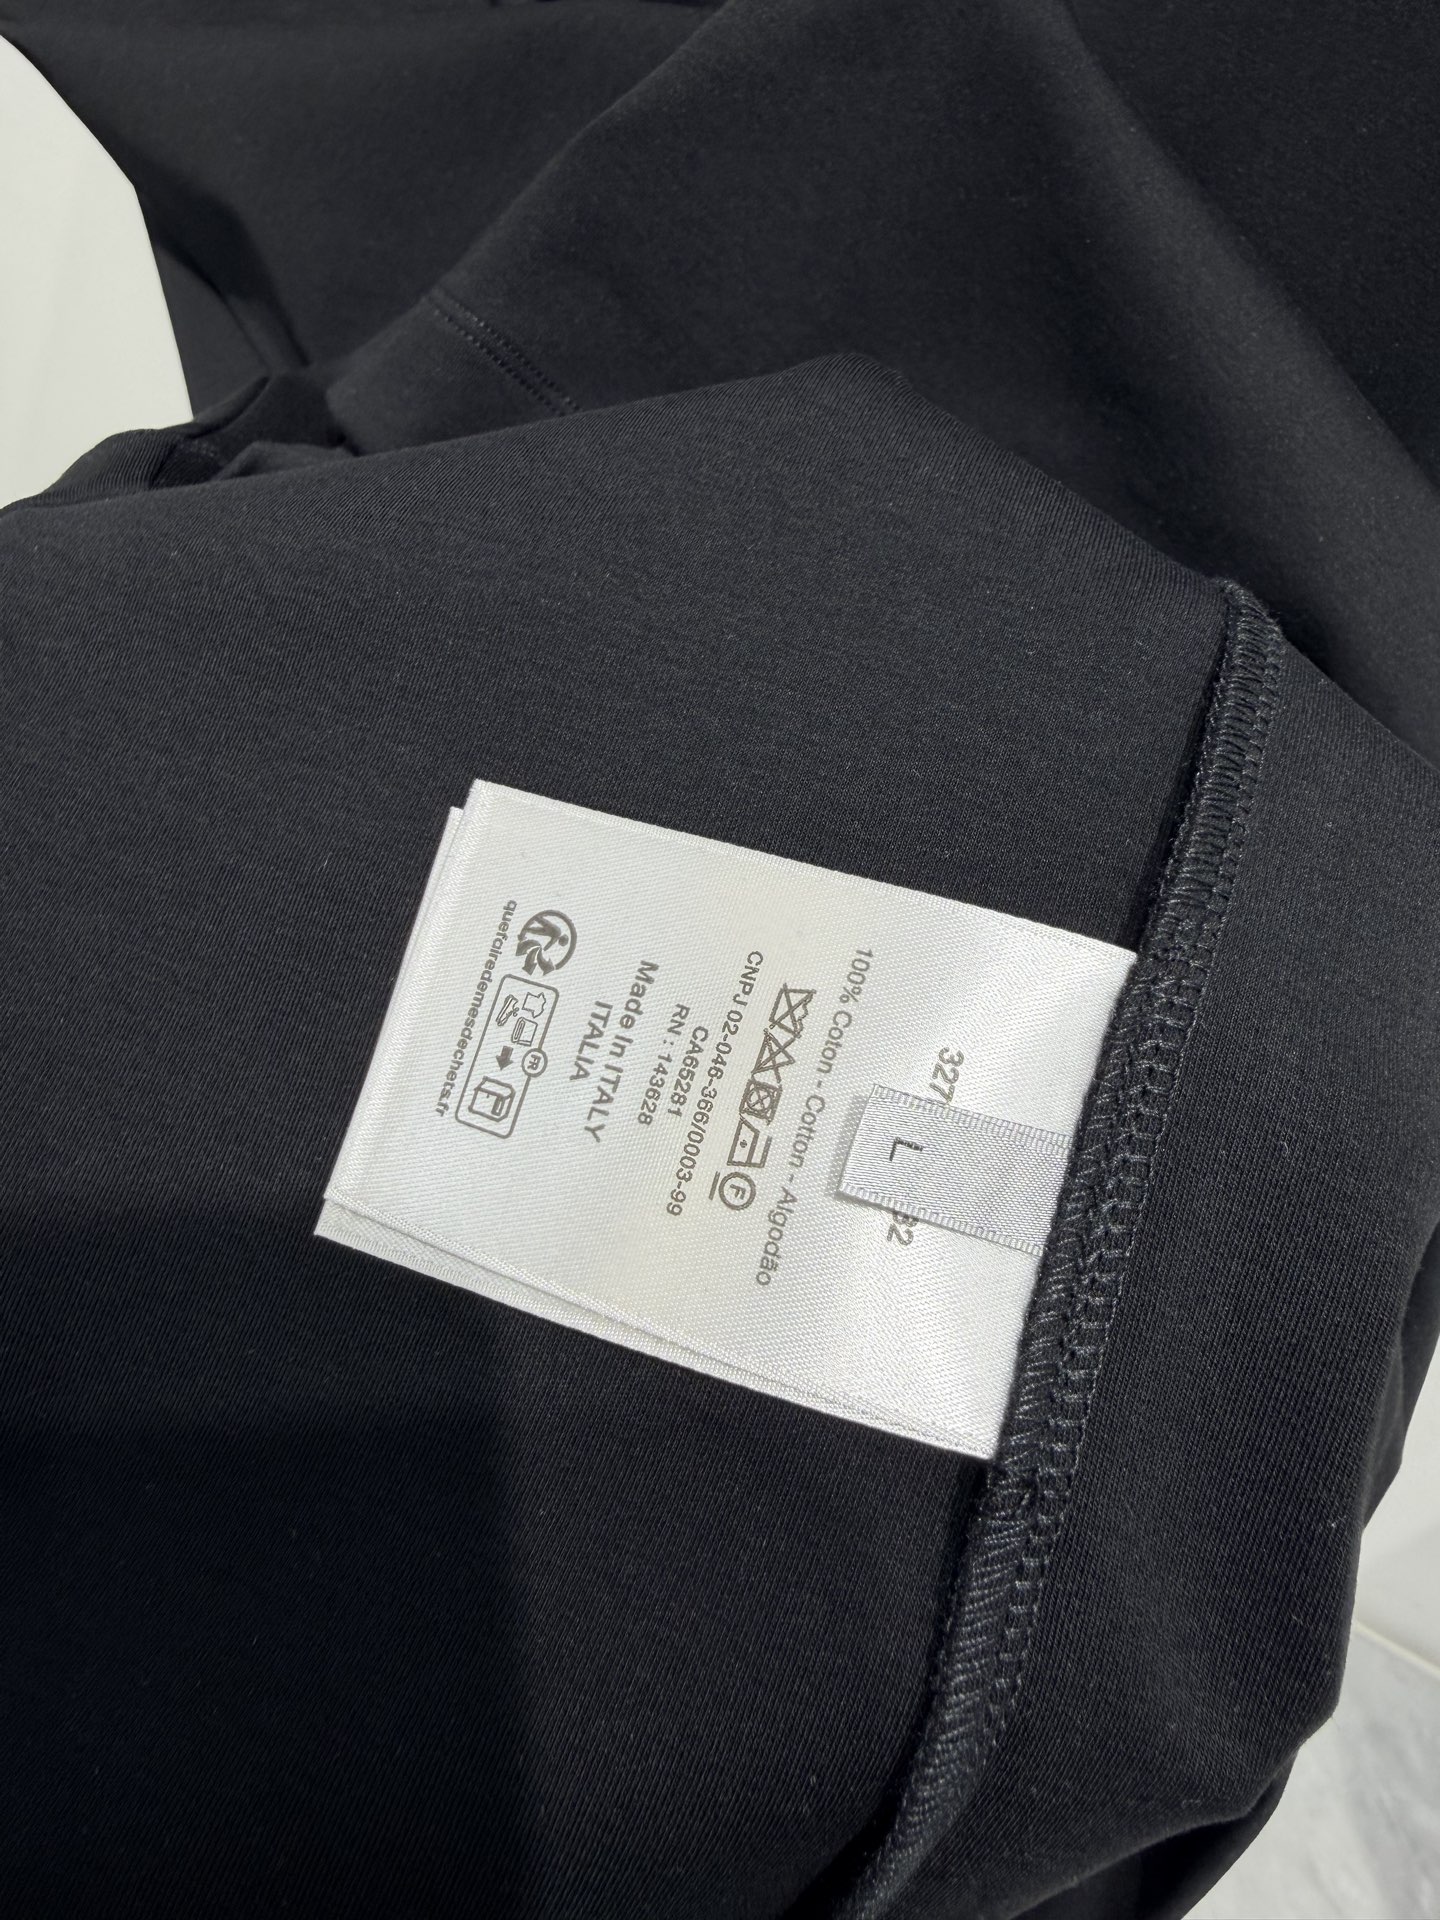 327
L
32
100% Coton - Cotton - Algodão
F
CNPJ 02-046-366/0003-99
CA65281
RN : 143628
Made In ITALY
ITALIA
FR
quefairedemesdechets.fr